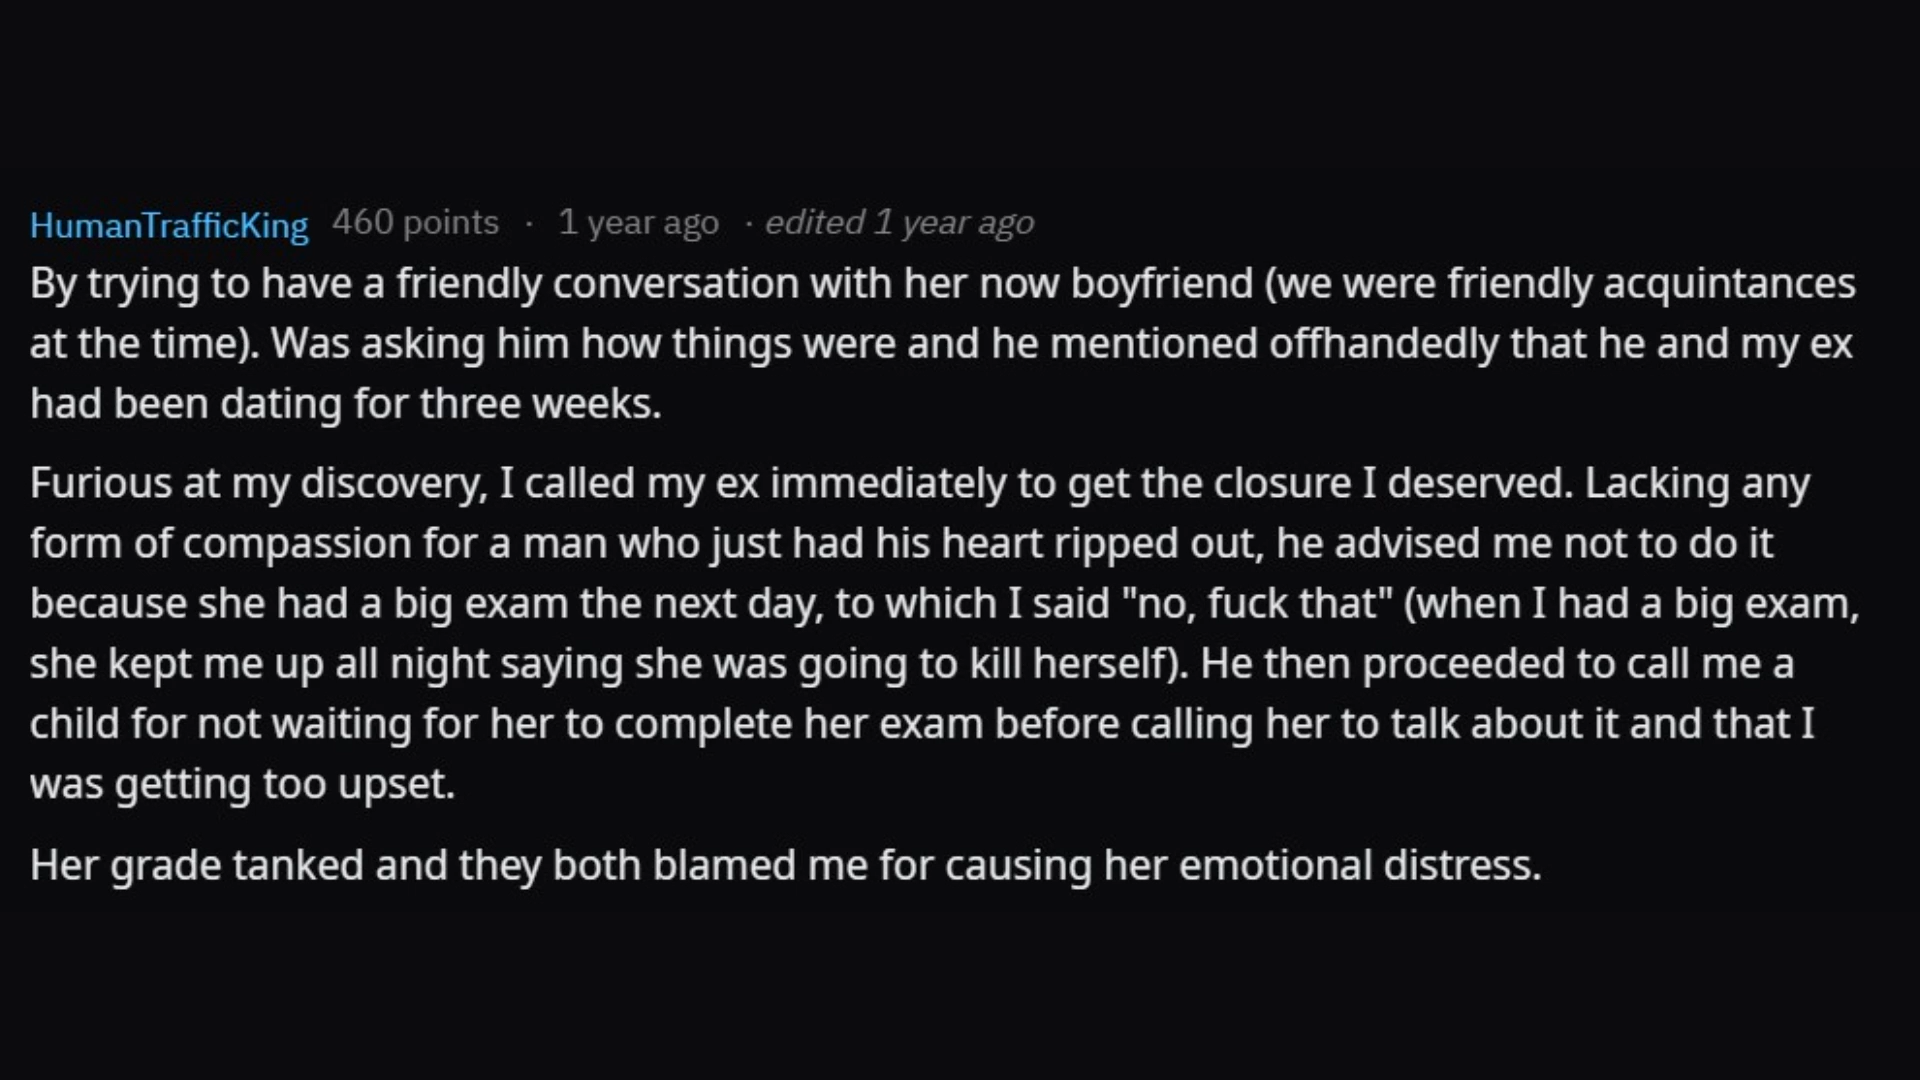 HumanTrafficKing 460 points · 1 year ago · edited 1 year ago
By trying to have a friendly conversation with her now boyfriend (we were friendly acquintances
at the time). Was asking him how things were and he mentioned offhandedly that he and my ex
had been dating for three weeks.
Furious at my discovery, I called my ex immediately to get the closure I deserved. Lacking any
form of compassion for a man who just had his heart ripped out, he advised me not to do it
because she had a big exam the next day, to which I said "no, fuck that" (when I had a big exam,
she kept me up all night saying she was going to kill herself). He then proceeded to call me a
child for not waiting for her to complete her exam before calling her to talk about it and that I
was getting too upset.
Her grade tanked and they both blamed me for causing her emotional distress.